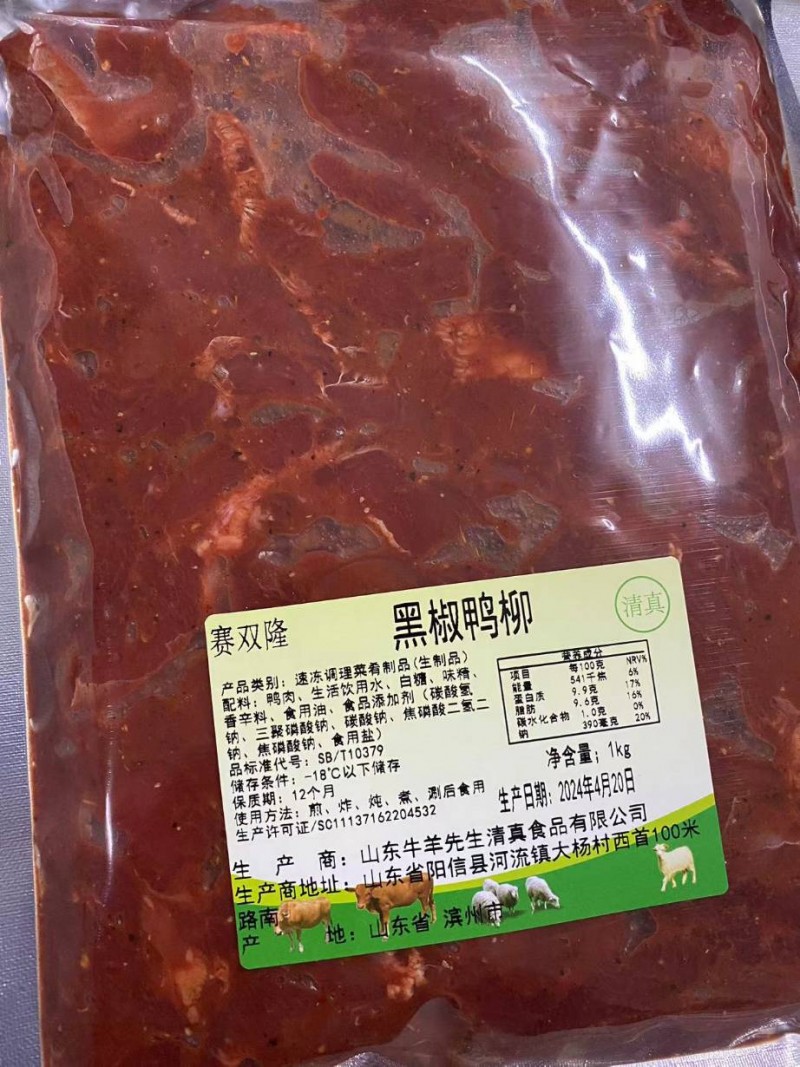 赛双隆
黑椒鸭柳
清真
产品类别：速冻调理菜肴制品(生制品)
配料：鸭肉、生活饮用水、白糖、味精、
香辛料、食用油、食品添加剂（碳酸氢
钠、三聚磷酸钠、碳酸钠、焦磷酸二氢二
钠、焦磷酸钠、食用盐）
品标准代号：SB/T10379
储存条件：-18℃以下储存
保质期：12个月
使用方法：煎、炸、炖、煮、涮后食用
生产许可证/SC11137162204532
营养成分
项目 每100克 NRV%
能量 541千焦 6%
蛋白质 9.9克 17%
脂肪 9.6克 16%
碳水化合物 1.0克 0%
钠 390毫克 20%
净含量：1kg
生产日期：2024年4月20日
生 产 商：山东牛羊先生清真食品有限公司
生产商地址：山东省阳信县河流镇大杨村西首100米
路南
产 地：山东省 滨州市